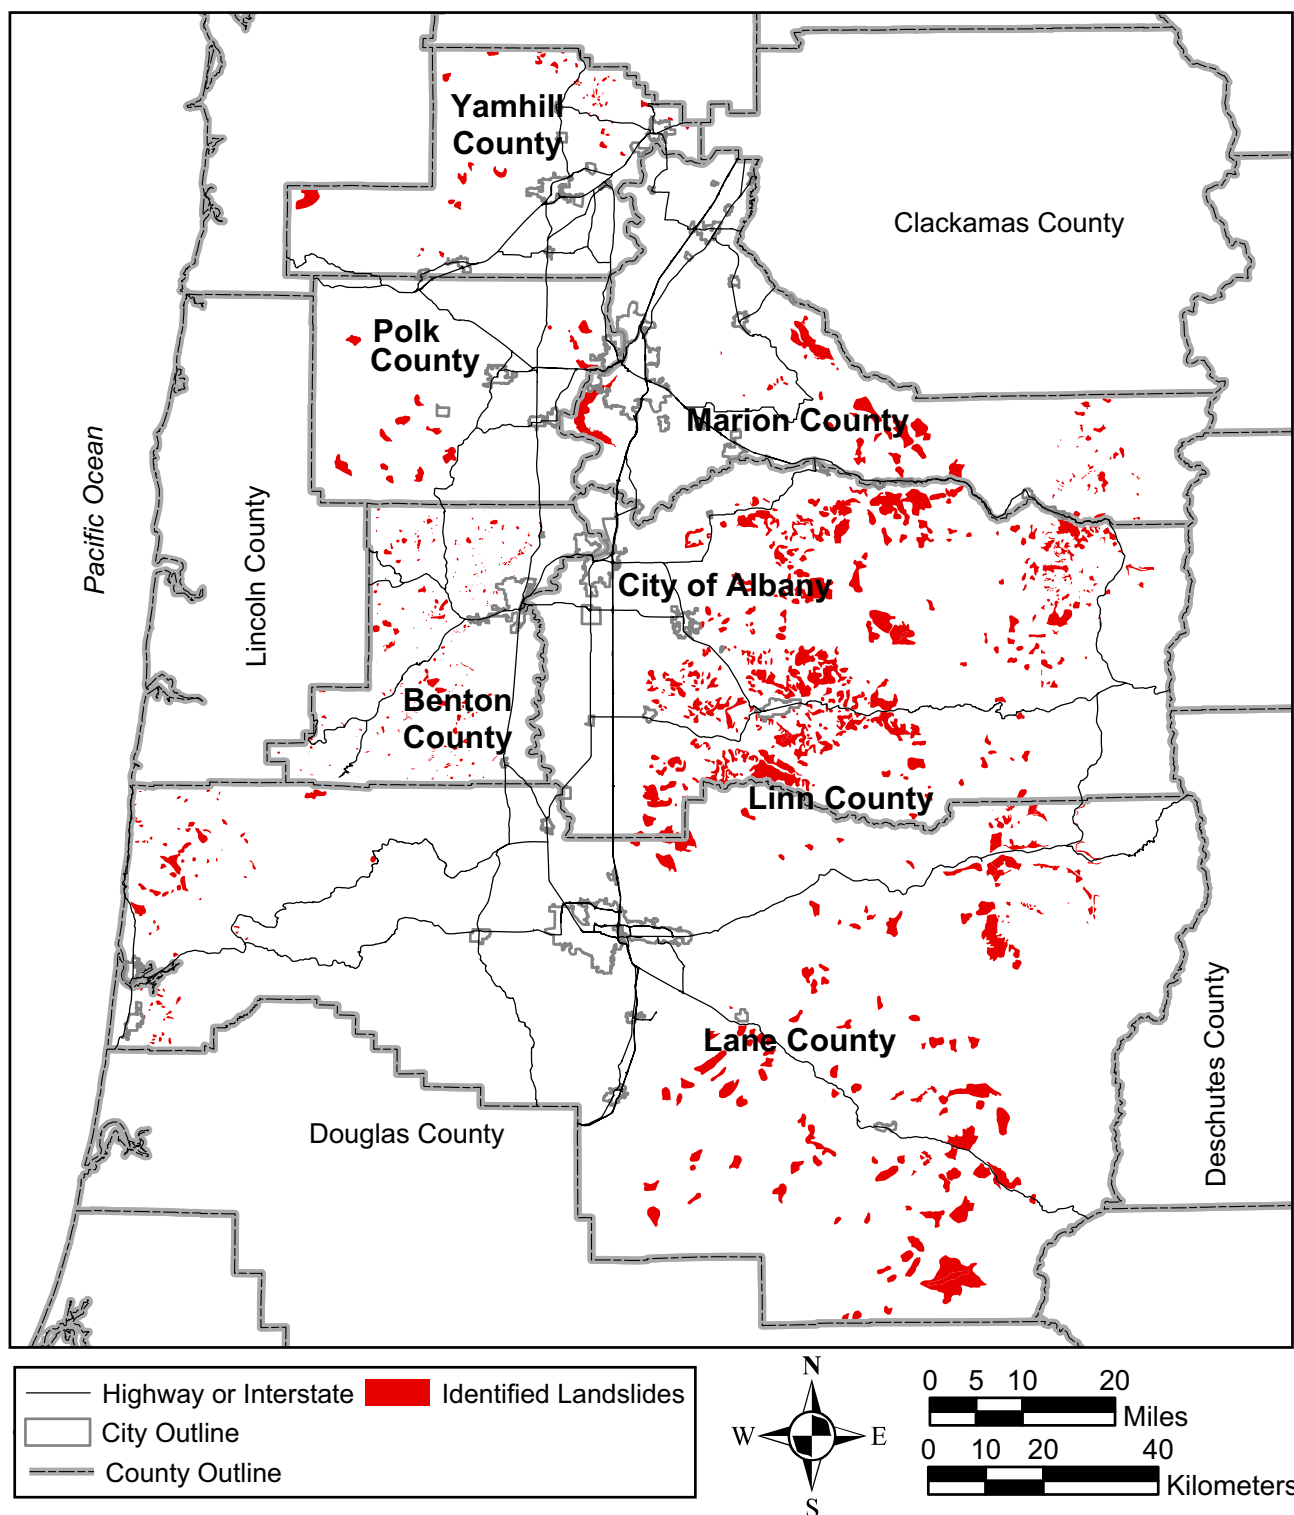 Yamhill
County
Clackamas County
Polk
County
Marion County
Pacific Ocean
Lincoln County
City of Albany
Benton
County
Linn County
Lane County
Deschutes County
Douglas County
Highway or Interstate
Identified Landslides
City Outline
County Outline
N
W
E
S
0 5 10 20
Miles
0 10 20 40
Kilometers